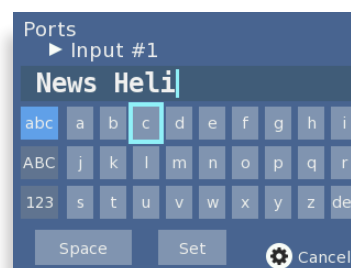 Ports
▶ Input #1
News Heli
abc a b c d e f g h i
ABC j k l m n o p q r
123 s t u v w x y z de
Space Set Cancel